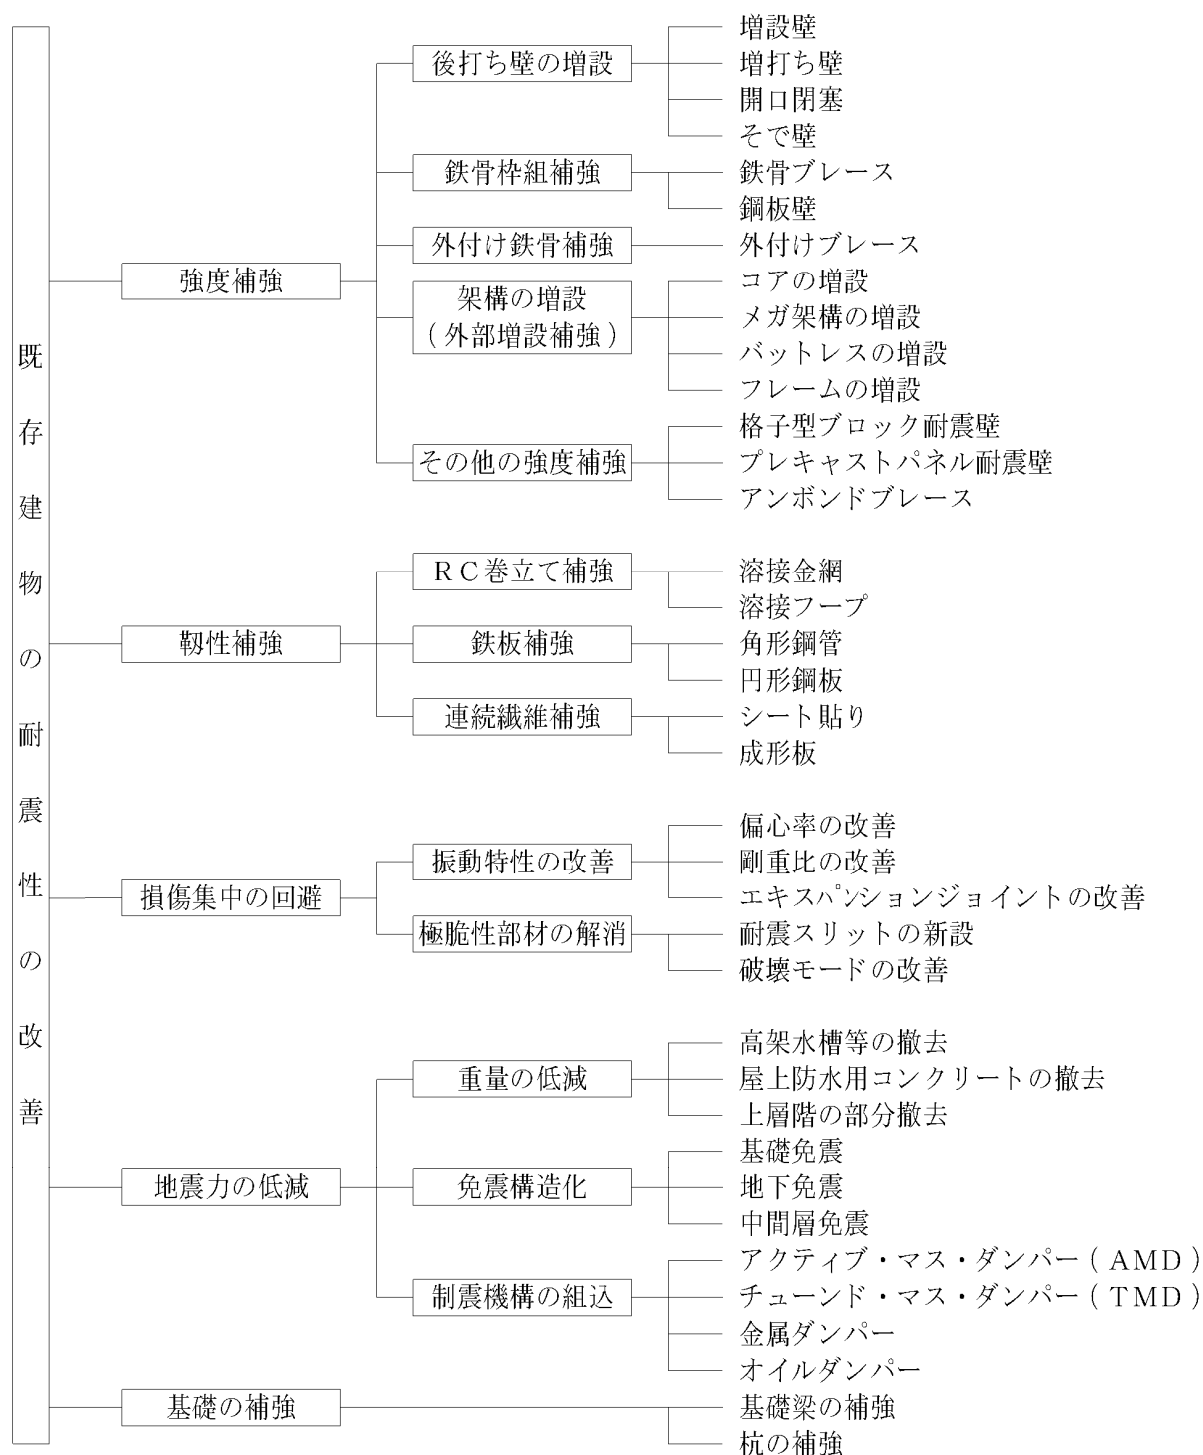 既存建物の耐震性の改善
強度補強
後打ち壁の増設
増設壁
増打ち壁
開口閉塞
そで壁
鉄骨枠組補強
鉄骨ブレース
鋼板壁
外付け鉄骨補強
外付けブレース
架構の増設
(外部増設補強)
コアの増設
メガ架構の増設
バットレスの増設
フレームの増設
その他の強度補強
格子型ブロック耐震壁
プレキャストパネル耐震壁
アンボンドブレース
靱性補強
RC巻立て補強
溶接金網
溶接フープ
鉄板補強
角形鋼管
円形鋼板
連続繊維補強
シート貼り
成形板
損傷集中の回避
振動特性の改善
偏心率の改善
剛重比の改善
エキスパンションジョイントの改善
極脆性部材の解消
耐震スリットの新設
破壊モードの改善
地震力の低減
重量の低減
高架水槽等の撤去
屋上防水用コンクリートの撤去
上層階の部分撤去
免震構造化
基礎免震
地下免震
中間層免震
制震機構の組込
アクティブ・マス・ダンパー(AMD)
チューンド・マス・ダンパー(TMD)
金属ダンパー
オイルダンパー
基礎の補強
基礎梁の補強
杭の補強